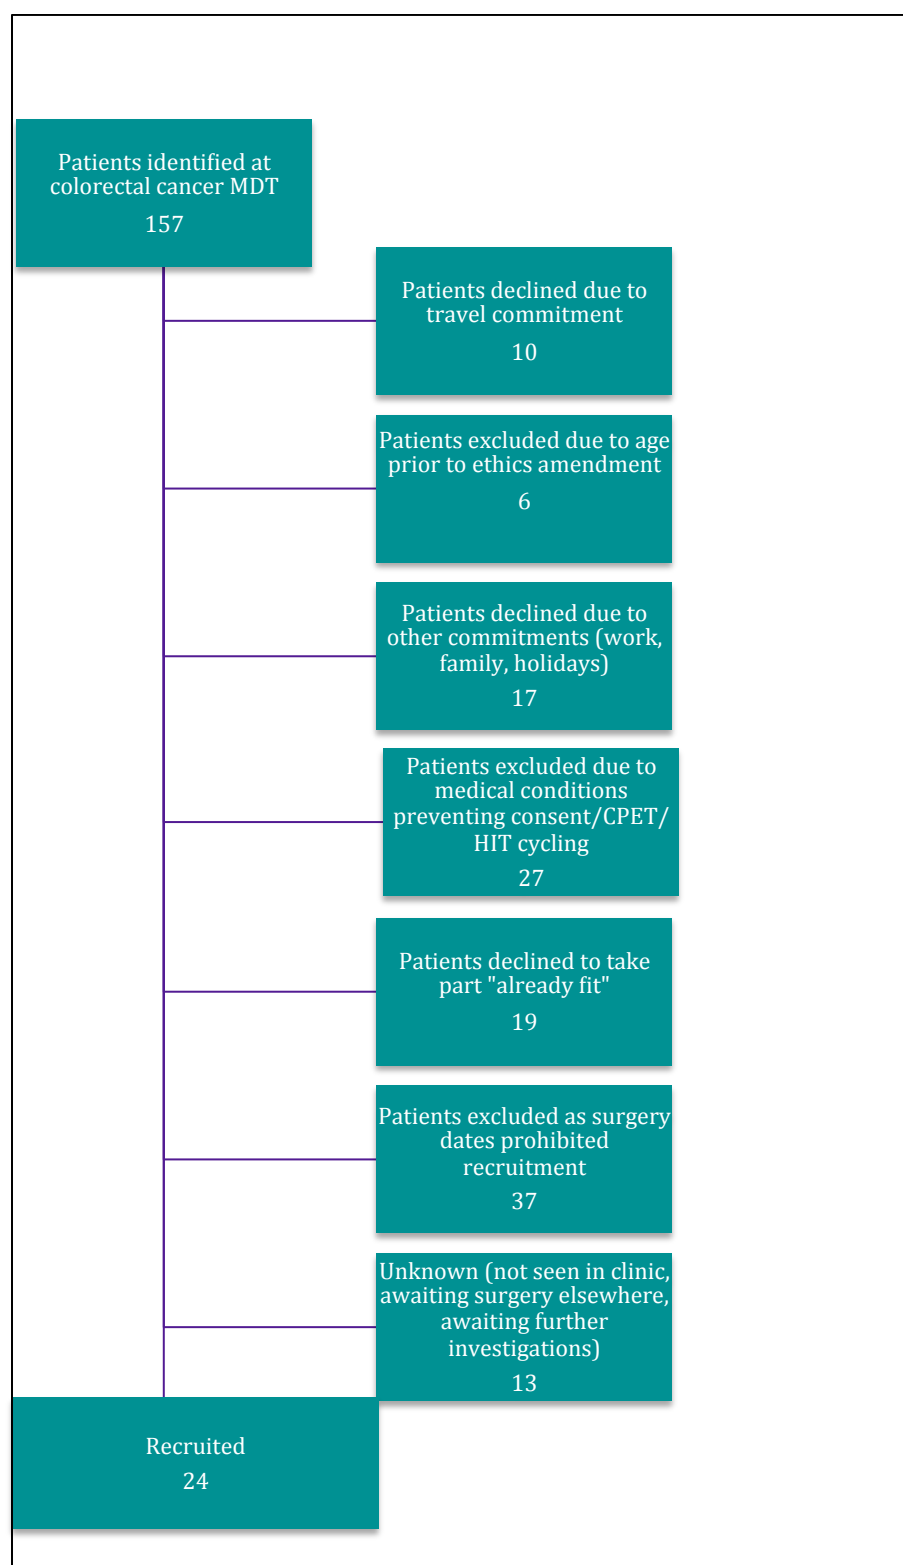 Patients identified at
colorectal cancer MDT
157
Patients declined due to
travel commitment
10
Patients excluded due to age
prior to ethics amendment
6
Patients declined due to
other commitments (work,
family, holidays)
17
Patients excluded due to
medical conditions
preventing consent/CPET/
HIT cycling
27
Patients declined to take
part "already fit"
19
Patients excluded as surgery
dates prohibited
recruitment
37
Unknown (not seen in clinic,
awaiting surgery elsewhere,
awaiting further
investigations)
13
Recruited
24